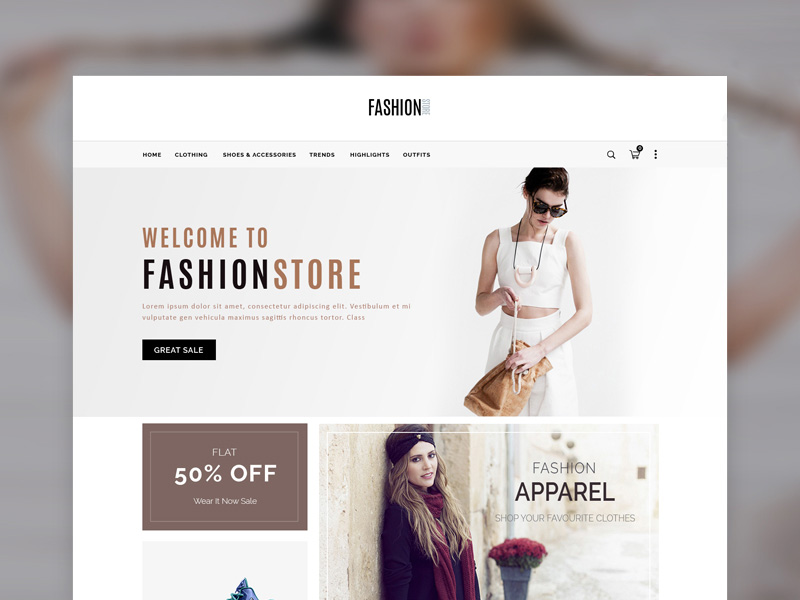 FASHION STORE
HOME CLOTHING SHOES & ACCESSORIES TRENDS HIGHLIGHTS OUTFITS
0
WELCOME TO
FASHIONSTORE
Lorem ipsum dolor sit amet, consectetur adipiscing elit. Vestibulum et mi
vulputate gen vehicula maximus sagittis rhoncus tortor. Class
GREAT SALE
FLAT
50% OFF
Wear It Now Sale
FASHION
APPAREL
SHOP YOUR FAVOURITE CLOTHES